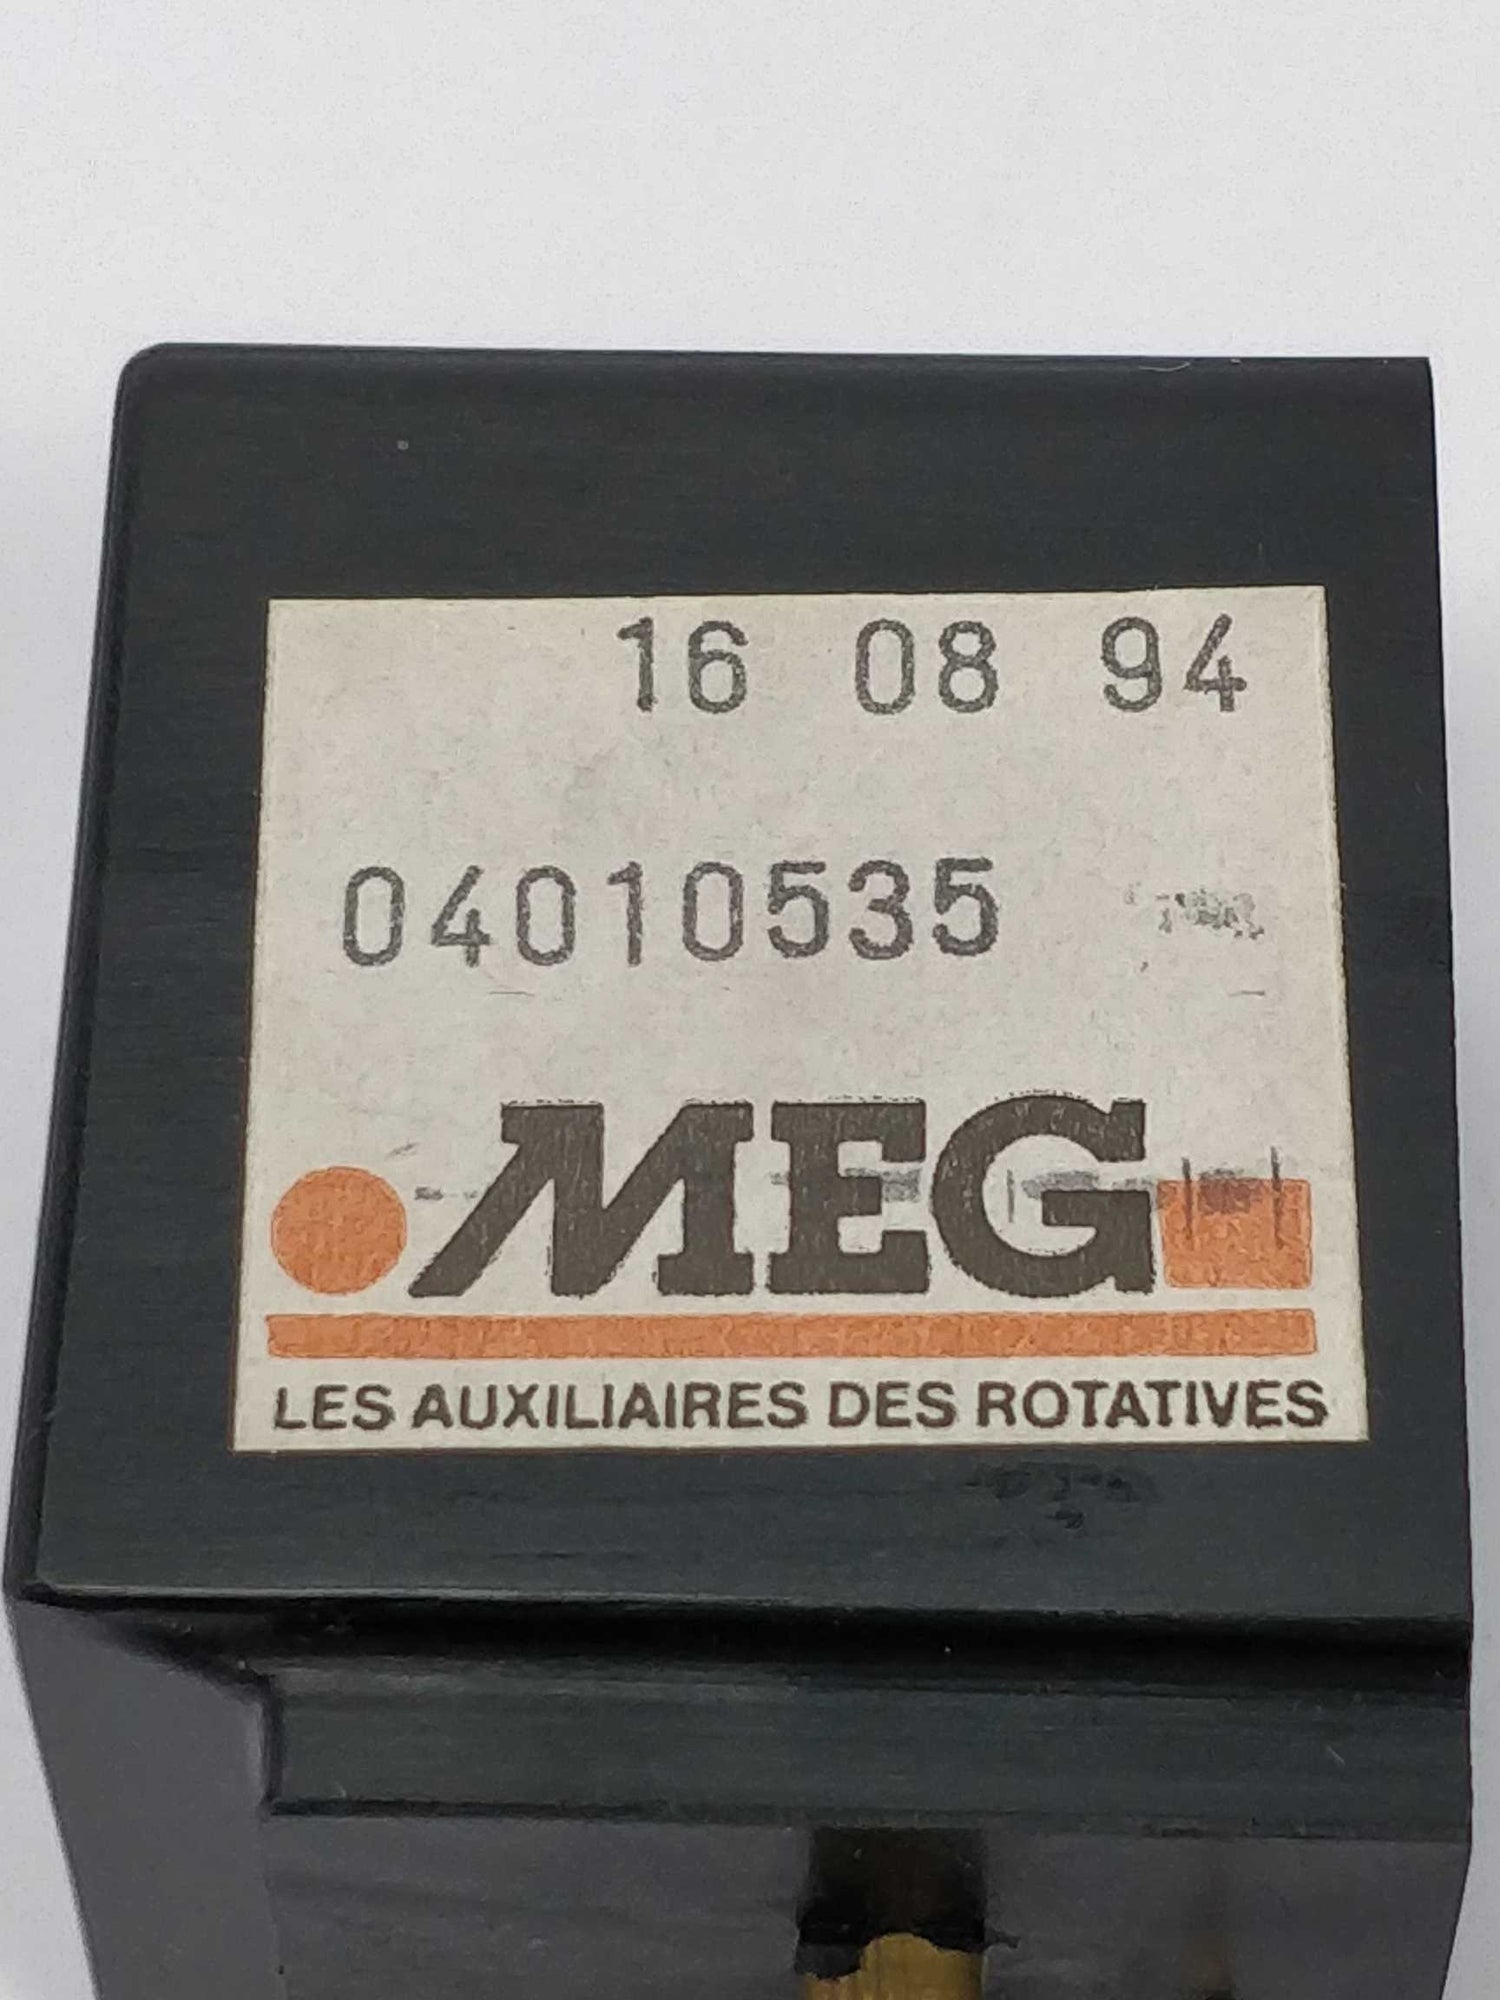 16 08 94
04010535
MEG
LES AUXILIAIRES DES ROTATIVES